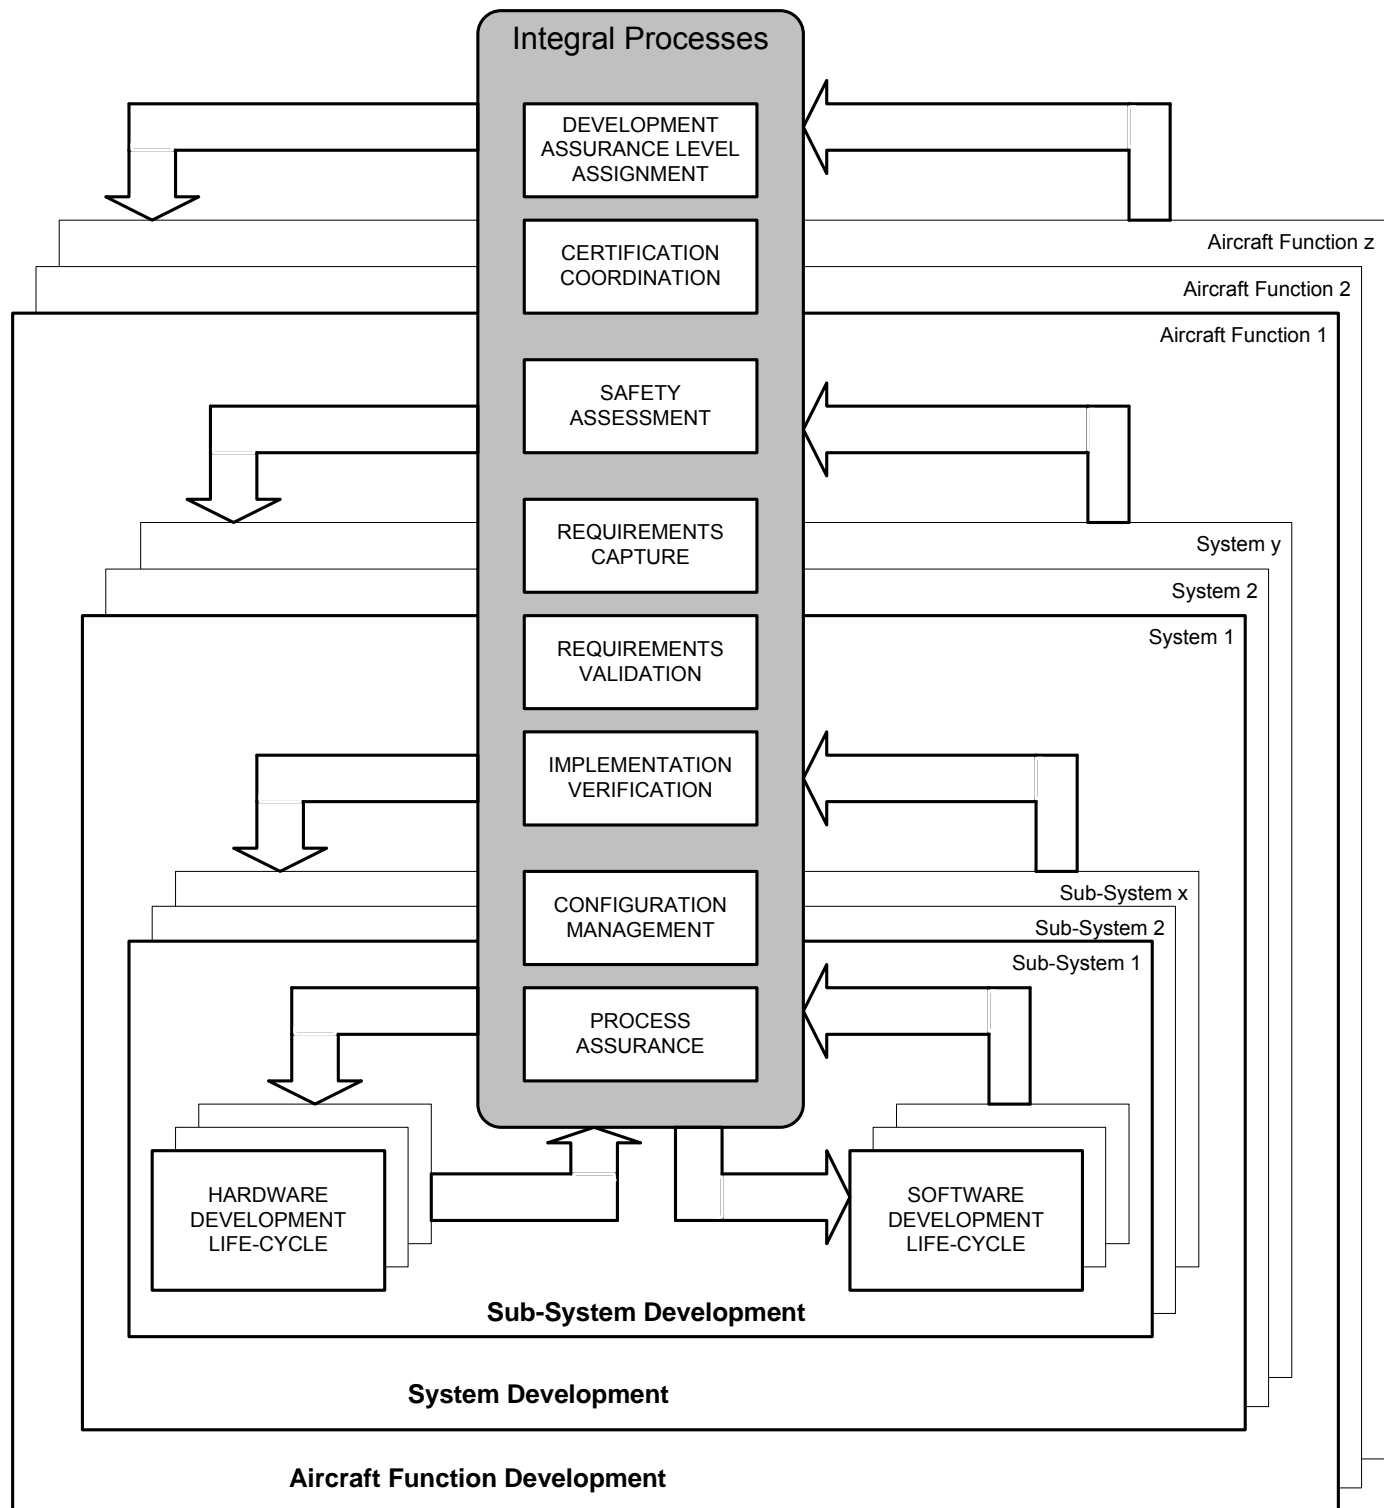 Integral Processes
DEVELOPMENT
ASSURANCE LEVEL
ASSIGNMENT
CERTIFICATION
COORDINATION
Aircraft Function z
Aircraft Function 2
Aircraft Function 1
SAFETY
ASSESSMENT
REQUIREMENTS
CAPTURE
System y
System 2
System 1
REQUIREMENTS
VALIDATION
IMPLEMENTATION
VERIFICATION
CONFIGURATION
MANAGEMENT
Sub-System x
Sub-System 2
Sub-System 1
PROCESS
ASSURANCE
HARDWARE
DEVELOPMENT
LIFE-CYCLE
SOFTWARE
DEVELOPMENT
LIFE-CYCLE
Sub-System Development
System Development
Aircraft Function Development